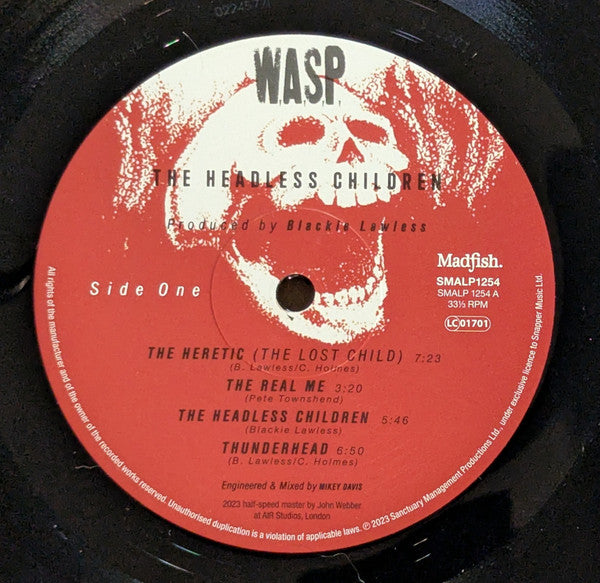 W.A.S.P.
THE HEADLESS CHILDREN
Produced by Blackie Lawless
Side One
Madfish.
SMALP1254
SMALP 1254 A
33⅓ RPM
LC 01701
THE HERETIC (THE LOST CHILD) 7:23
(B. Lawless/C. Holmes)
THE REAL ME 3:20
(Pete Townshend)
THE HEADLESS CHILDREN 5:46
(Blackie Lawless)
THUNDERHEAD 6:50
(B. Lawless/C. Holmes)
Engineered & Mixed by MIKEY DAVIS
2023 half-speed master by John Webber
at AIR Studios, London
All rights of the manufacturer and of the owner of the recorded works reserved. Unauthorised duplication is a violation of applicable laws. ℗ 2023 Sanctuary Management Productions Ltd., under exclusive licence to Snapper Music Ltd.